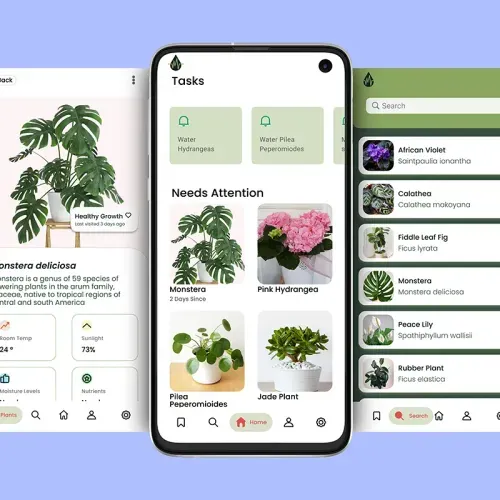 Back
Healthy Growth
Last visited 3 days ago
onstera deliciosa
onstera is a genus of 59 species of
wering plants in the arum family,
aceae, native to tropical regions of
ntral and south America
Room Temp
24 °
Sunlight
73%
Moisture Levels
Nutrients
Plants
Tasks
Water
Hydrangeas
Water Pilea
Peperomiodes
Needs Attention
Monstera
2 Days Since
Pink Hydrangea
Pilea
Peperomioides
Jade Plant
Home
Search
African Violet
Saintpaulia ionantha
Calathea
Calathea makoyana
Fiddle Leaf Fig
Ficus lyrata
Monstera
Monstera deliciosa
Peace Lily
Spathiphyllum wallisii
Rubber Plant
Ficus elastica
Search